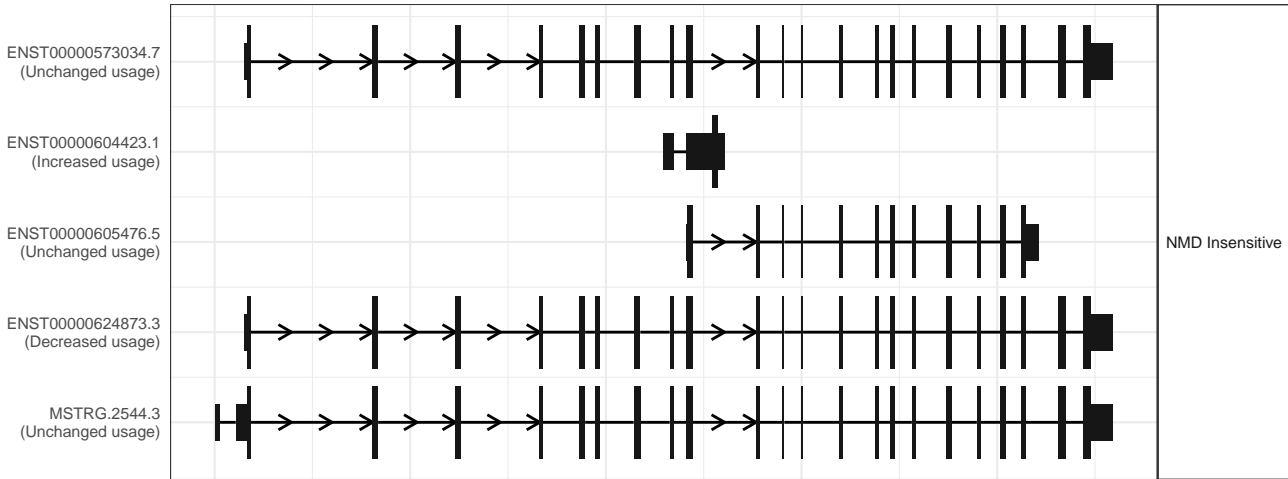 ENST00000573034.7
(Unchanged usage)
ENST00000604423.1
(Increased usage)
ENST00000605476.5
(Unchanged usage)
NMD Insensitive
ENST00000624873.3
(Decreased usage)
MSTRG.2544.3
(Unchanged usage)